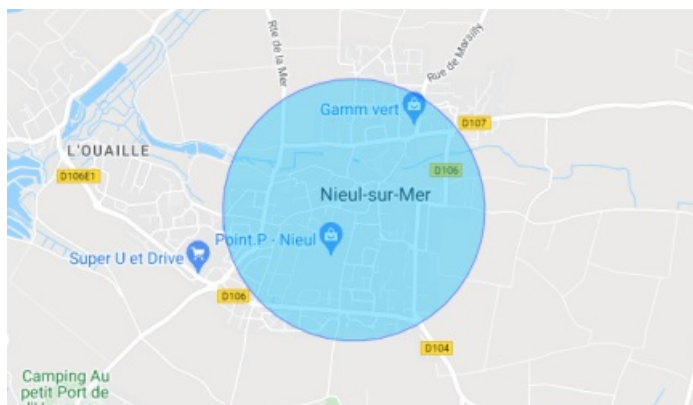 Rte de la Mer
Rue de Marsilly
Gamm vert
D107
L'OUAILLE
D106E1
D106
Nieul-sur-Mer
Point.P - Nieul
Super U et Drive
D106
D104
Camping Au
petit Port de